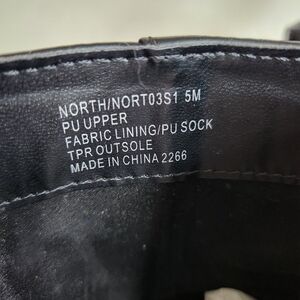 NORTH/NORT03S1 5M
PU UPPER
FABRIC LINING/PU SOCK
TPR OUTSOLE
MADE IN CHINA 2266